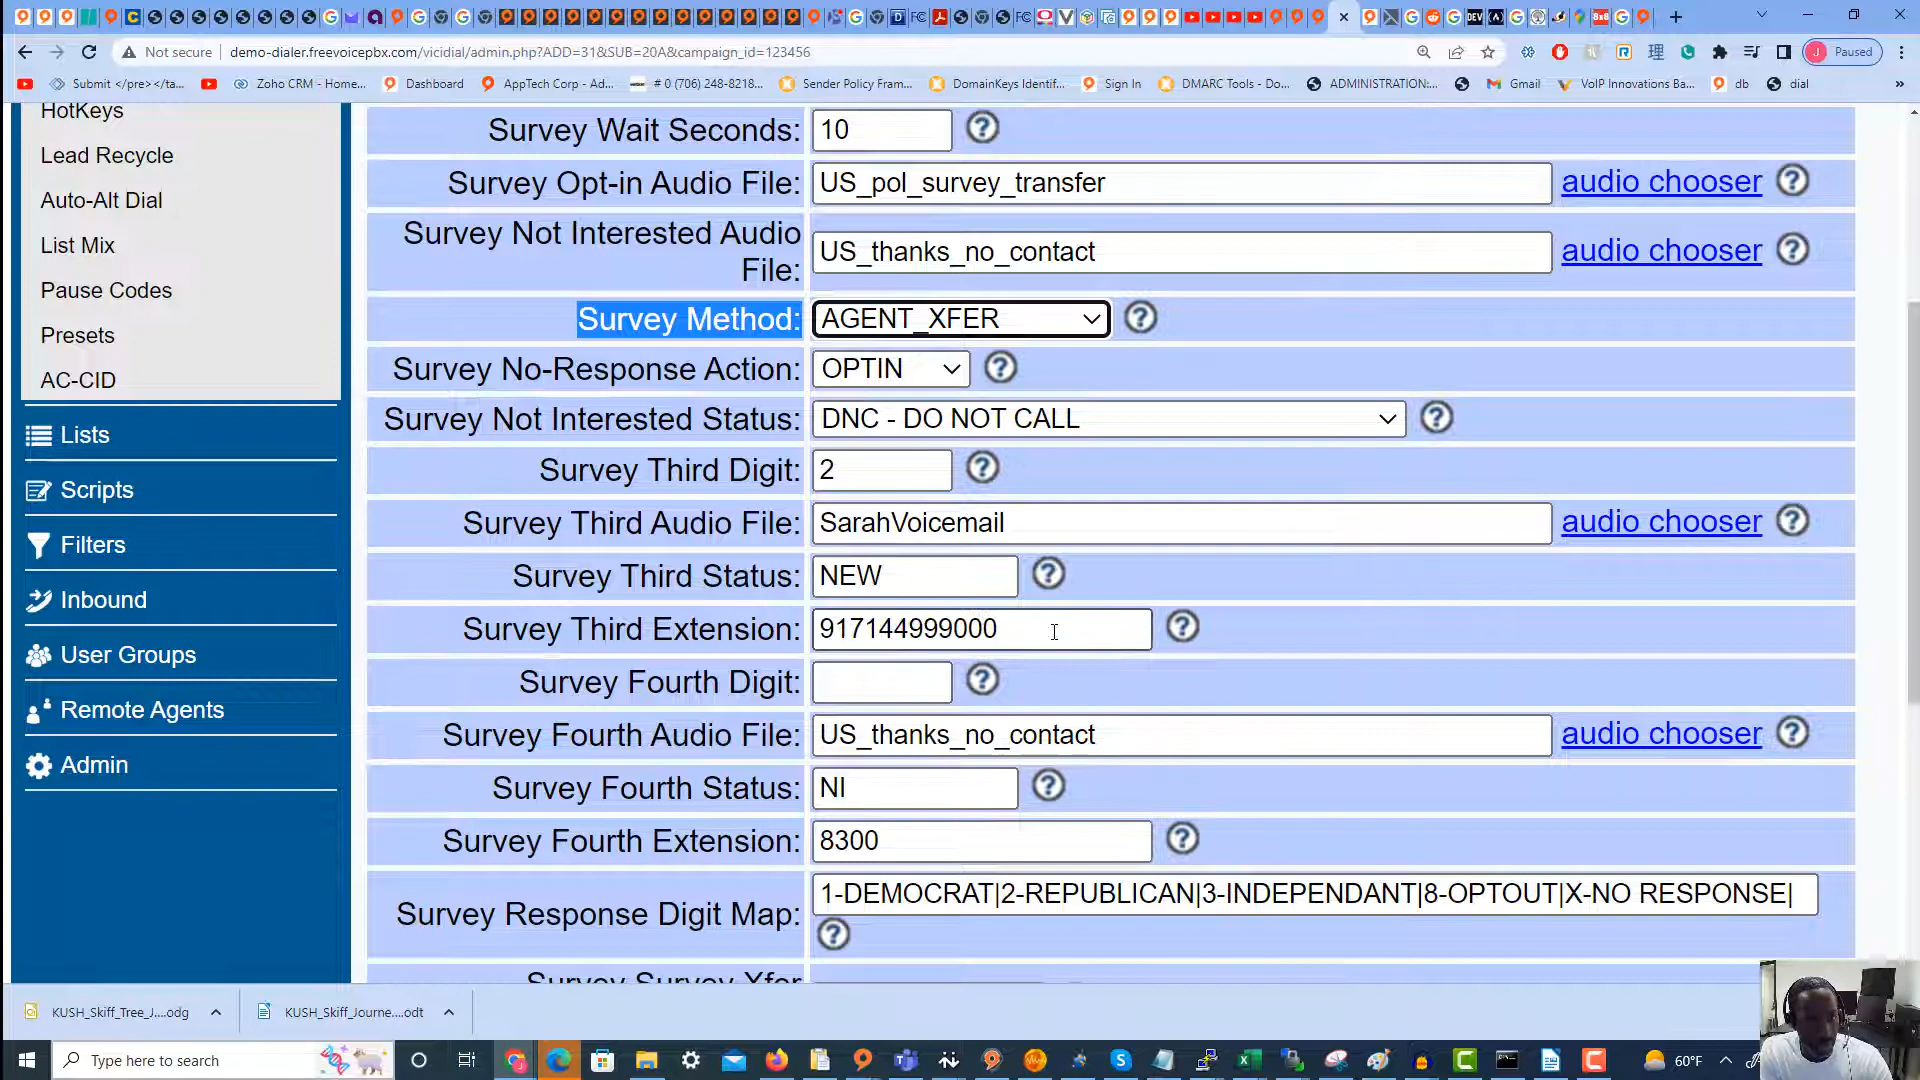 Not secure demo-dialer.freevoicepbx.com/vicidial/admin.php?ADD=31&SUB=20A&campaign_id=123456
Paused
Submit </pre></ta...
Zoho CRM - Home...
Dashboard
AppTech Corp - Ad...
# 0 (706) 248-8218...
Sender Policy Fram...
DomainKeys Identif...
Sign In
DMARC Tools - Do...
ADMINISTRATION:...
Gmail
VoIP Innovations Ba...
db
dial
HotKeys
Lead Recycle
Auto-Alt Dial
List Mix
Pause Codes
Presets
AC-CID
Lists
Scripts
Filters
Inbound
User Groups
Remote Agents
Admin
Survey Wait Seconds: 10
Survey Opt-in Audio File: US_pol_survey_transfer audio chooser
Survey Not Interested Audio
File: US_thanks_no_contact audio chooser
Survey Method: AGENT_XFER
Survey No-Response Action: OPTIN
Survey Not Interested Status: DNC - DO NOT CALL
Survey Third Digit: 2
Survey Third Audio File: SarahVoicemail audio chooser
Survey Third Status: NEW
Survey Third Extension: 917144999000
Survey Fourth Digit:
Survey Fourth Audio File: US_thanks_no_contact audio chooser
Survey Fourth Status: NI
Survey Fourth Extension: 8300
Survey Response Digit Map: 1-DEMOCRAT|2-REPUBLICAN|3-INDEPENDANT|8-OPTOUT|X-NO RESPONSE|
Survey Survey Xfer
KUSH_Skiff_Tree_J....odg
KUSH_Skiff_Journe....odt
Type here to search
60°F